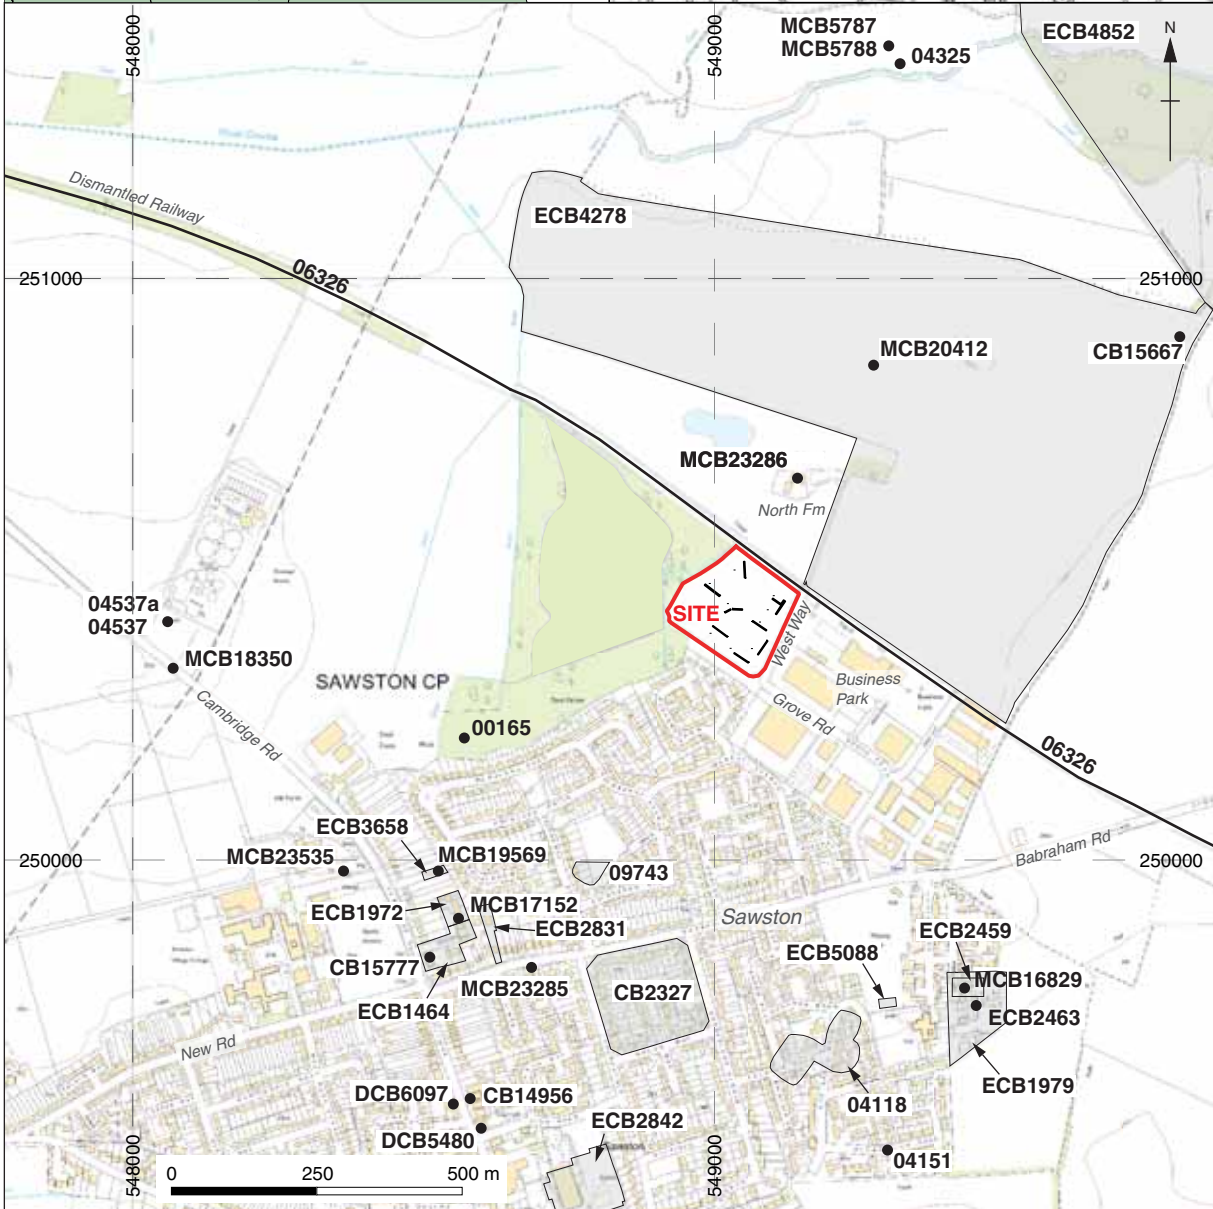 548000
549000
MCB5787
MCB5788
04325
ECB4852
N
Dismantled Railway
ECB4278
06326
251000
251000
MCB20412
CB15667
MCB23286
North Fm
SITE
West Way
04537a
04537
MCB18350
SAWSTON CP
Business
Park
Cambridge Rd
Grove Rd
00165
06326
ECB3658
MCB23535
MCB19569
09743
250000
Babraham Rd
250000
ECB1972
MCB17152
ECB2831
Sawston
ECB2459
ECB5088
CB15777
MCB23285
CB2327
MCB16829
ECB1464
ECB2463
New Rd
ECB1979
DCB6097
CB14956
04118
ECB2842
DCB5480
04151
548000
549000
0 250 500 m